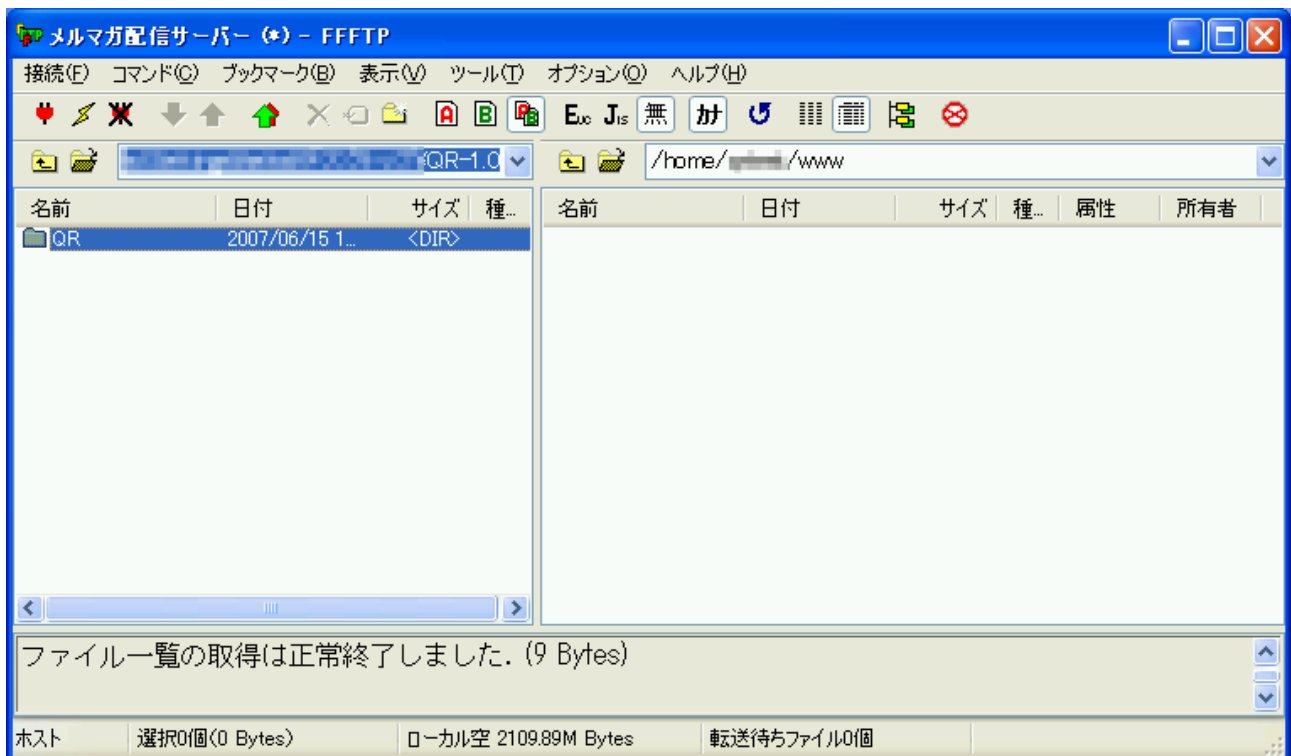 メルマガ配信サーバー (*) - FFFTP
接続(F) コマンド(C) ブックマーク(B) 表示(V) ツール(T) オプション(O) ヘルプ(H)
A B AB Euc Jis 無 カナ
/QR-1.0 /home/ /www
名前 日付 サイズ 種... 名前 日付 サイズ 種... 属性 所有者
QR 2007/06/15 1... <DIR>
ファイル一覧の取得は正常終了しました. (9 Bytes)
ホスト 選択0個(0 Bytes) ローカル空 2109.89M Bytes 転送待ちファイル0個